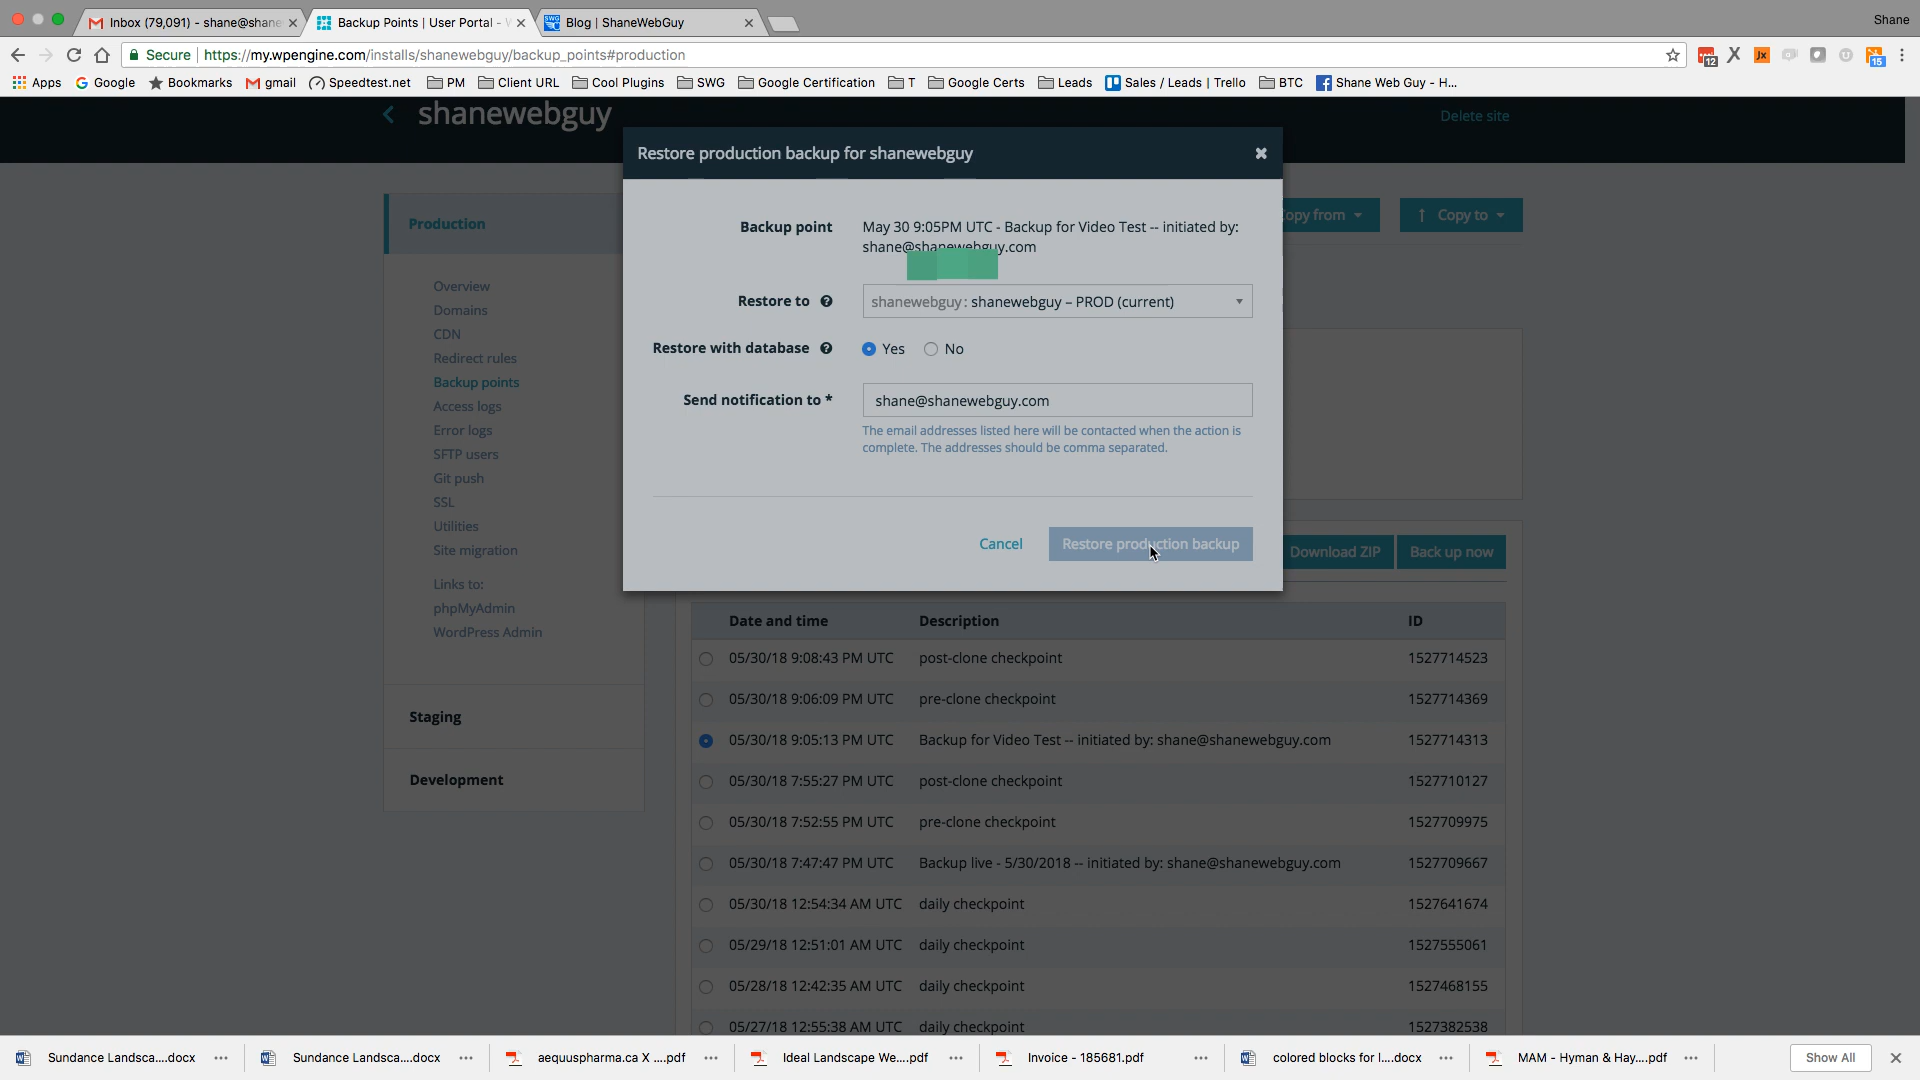 Inbox (79,091) - shane@shane
Backup Points | User Portal -
Blog | ShaneWebGuy
Shane
Secure
https://my.wpengine.com/installs/shanewebguy/backup_points#production
12
15
Apps
Google
Bookmarks
gmail
Speedtest.net
PM
Client URL
Cool Plugins
SWG
Google Certification
T
Google Certs
Leads
Sales / Leads | Trello
BTC
Shane Web Guy - H...
shanewebguy
Delete site
Production
Overview
Domains
CDN
Redirect rules
Backup points
Access logs
Error logs
SFTP users
Git push
SSL
Utilities
Site migration
Links to:
phpMyAdmin
WordPress Admin
Staging
Development
opy from
Copy to
Restore production backup for shanewebguy
Backup point
May 30 9:05PM UTC - Backup for Video Test -- initiated by:
shane@shanewebguy.com
Restore to ?
shanewebguy: shanewebguy – PROD (current)
Restore with database ?
Yes
No
Send notification to *
shane@shanewebguy.com
The email addresses listed here will be contacted when the action is
complete. The addresses should be comma separated.
Cancel
Restore production backup
Download ZIP
Back up now
Date and time Description ID
05/30/18 9:08:43 PM UTC post-clone checkpoint 1527714523
05/30/18 9:06:09 PM UTC pre-clone checkpoint 1527714369
05/30/18 9:05:13 PM UTC Backup for Video Test -- initiated by: shane@shanewebguy.com 1527714313
05/30/18 7:55:27 PM UTC post-clone checkpoint 1527710127
05/30/18 7:52:55 PM UTC pre-clone checkpoint 1527709975
05/30/18 7:47:47 PM UTC Backup live - 5/30/2018 -- initiated by: shane@shanewebguy.com 1527709667
05/30/18 12:54:34 AM UTC daily checkpoint 1527641674
05/29/18 12:51:01 AM UTC daily checkpoint 1527555061
05/28/18 12:42:35 AM UTC daily checkpoint 1527468155
05/27/18 12:55:38 AM UTC daily checkpoint 1527382538
Sundance Landsca....docx
Sundance Landsca....docx
aequuspharma.ca X ....pdf
Ideal Landscape We....pdf
Invoice - 185681.pdf
colored blocks for l....docx
MAM - Hyman & Hay....pdf
Show All